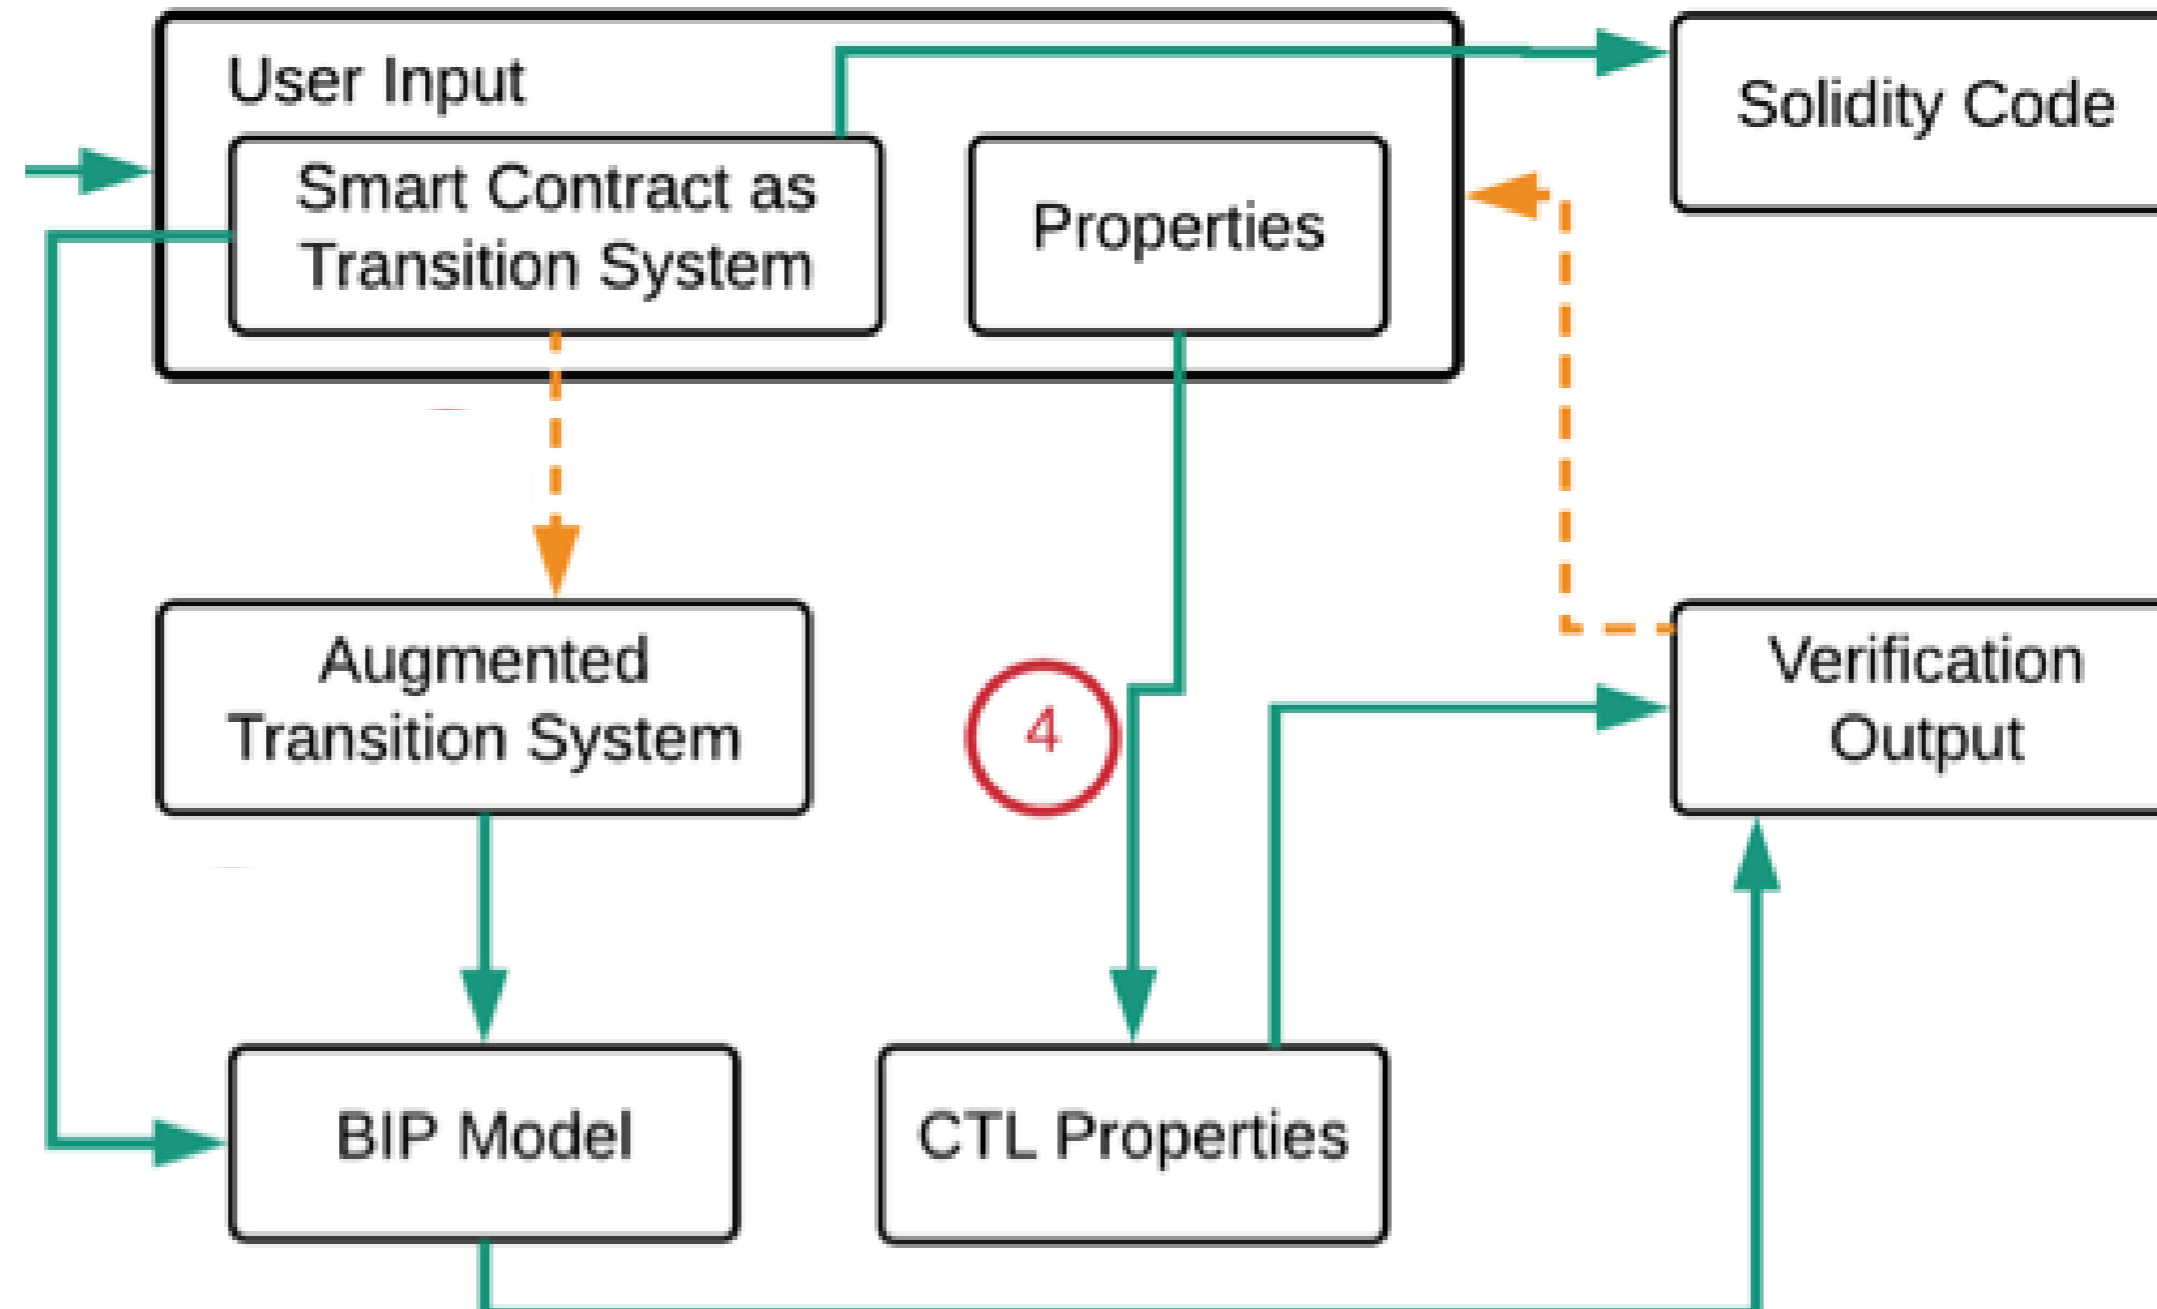 User Input
Solidity Code
Smart Contract as
Transition System
Properties
Augmented
Transition System
4
Verification
Output
BIP Model
CTL Properties